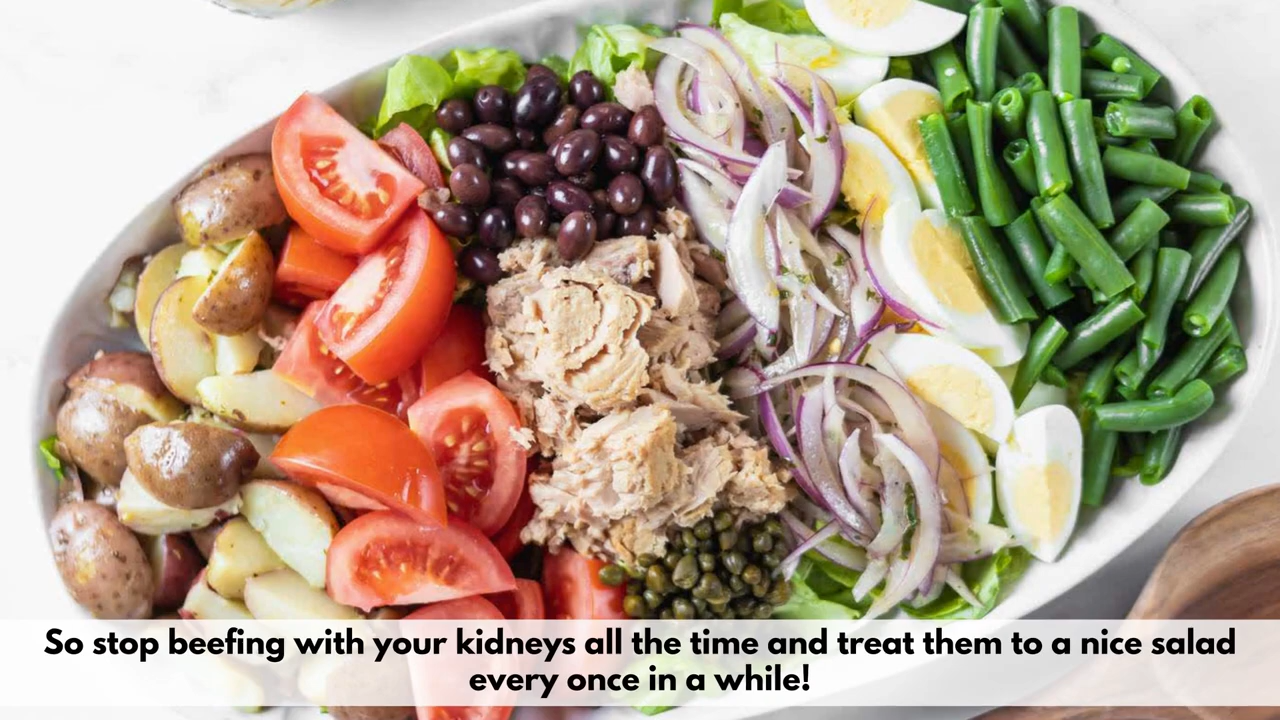 So stop beefing with your kidneys all the time and treat them to a nice salad
every once in a while!